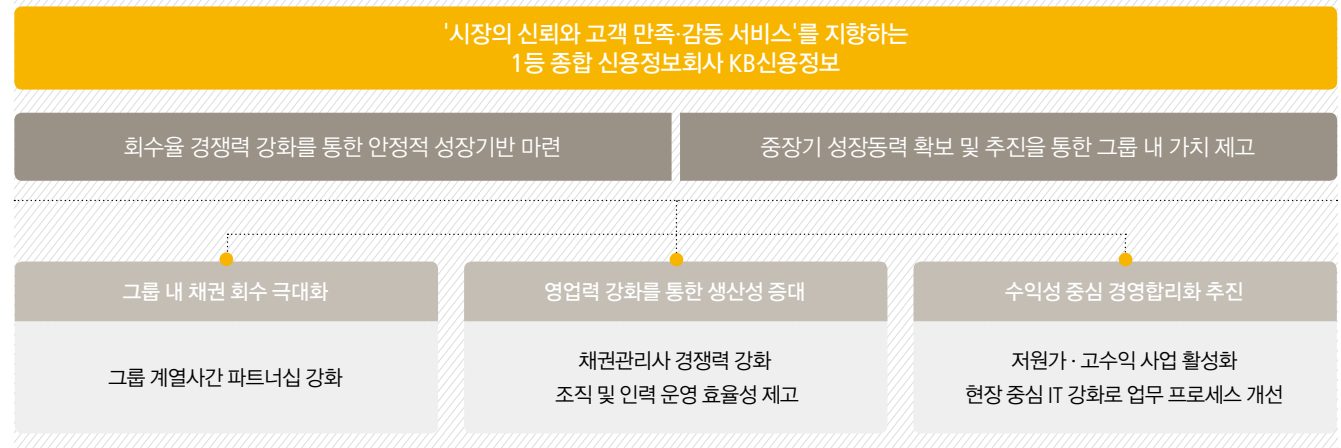 '시장의 신뢰와 고객 만족·감동 서비스'를 지향하는
1등 종합 신용정보회사 KB신용정보
회수율 경쟁력 강화를 통한 안정적 성장기반 마련
중장기 성장동력 확보 및 추진을 통한 그룹 내 가치 제고
그룹 내 채권 회수 극대화
그룹 계열사간 파트너십 강화
영업력 강화를 통한 생산성 증대
채권관리사 경쟁력 강화
조직 및 인력 운영 효율성 제고
수익성 중심 경영합리화 추진
저원가 · 고수익 사업 활성화
현장 중심 IT 강화로 업무 프로세스 개선